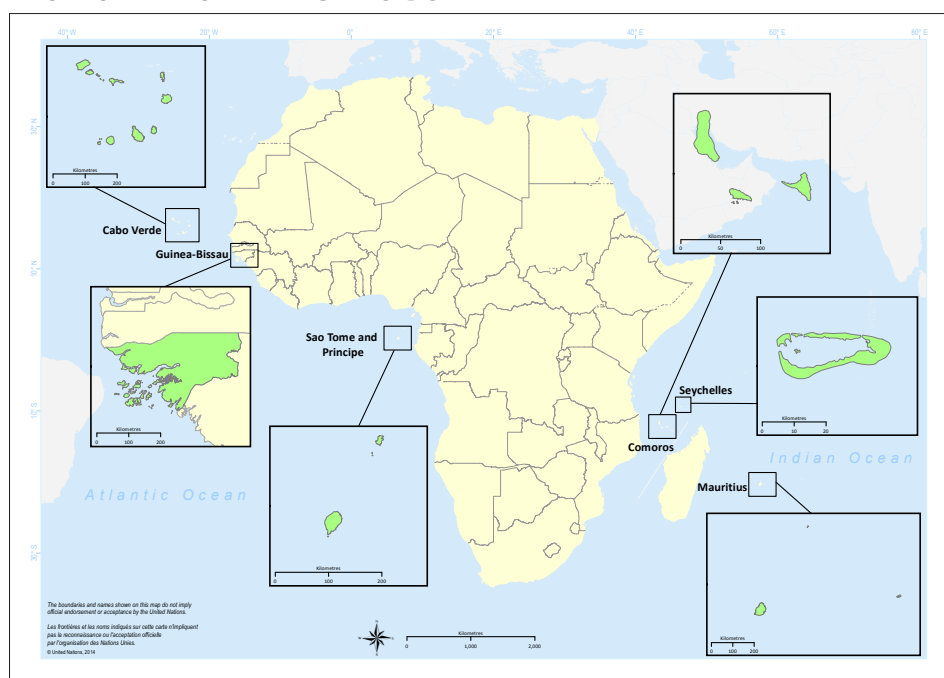 40° W 20° W 0° 20° E 40° E 60° E 80° E
30° N
10° N
10° S
30° S
Kilometres
0 100 200
Cabo Verde
Guinea-Bissau
Kilometres
0 100 200
Sao Tome and
Principe
Kilometres
0 100 200
Kilometres
0 50 100
Seychelles
Kilometres
0 10 20
Comoros
Mauritius
Kilometres
0 100 200
Atlantic Ocean
Indian Ocean
The boundaries and names shown on this map do not imply
official endorsement or acceptance by the United Nations.
Les frontières et les noms indiqués sur cette carte n'impliquent
pas la reconnaissance ou l'acceptation officielle
par l'organisation des Nations Unies.
© United Nations, 2014
N
S
Kilometres
0 1,000 2,000